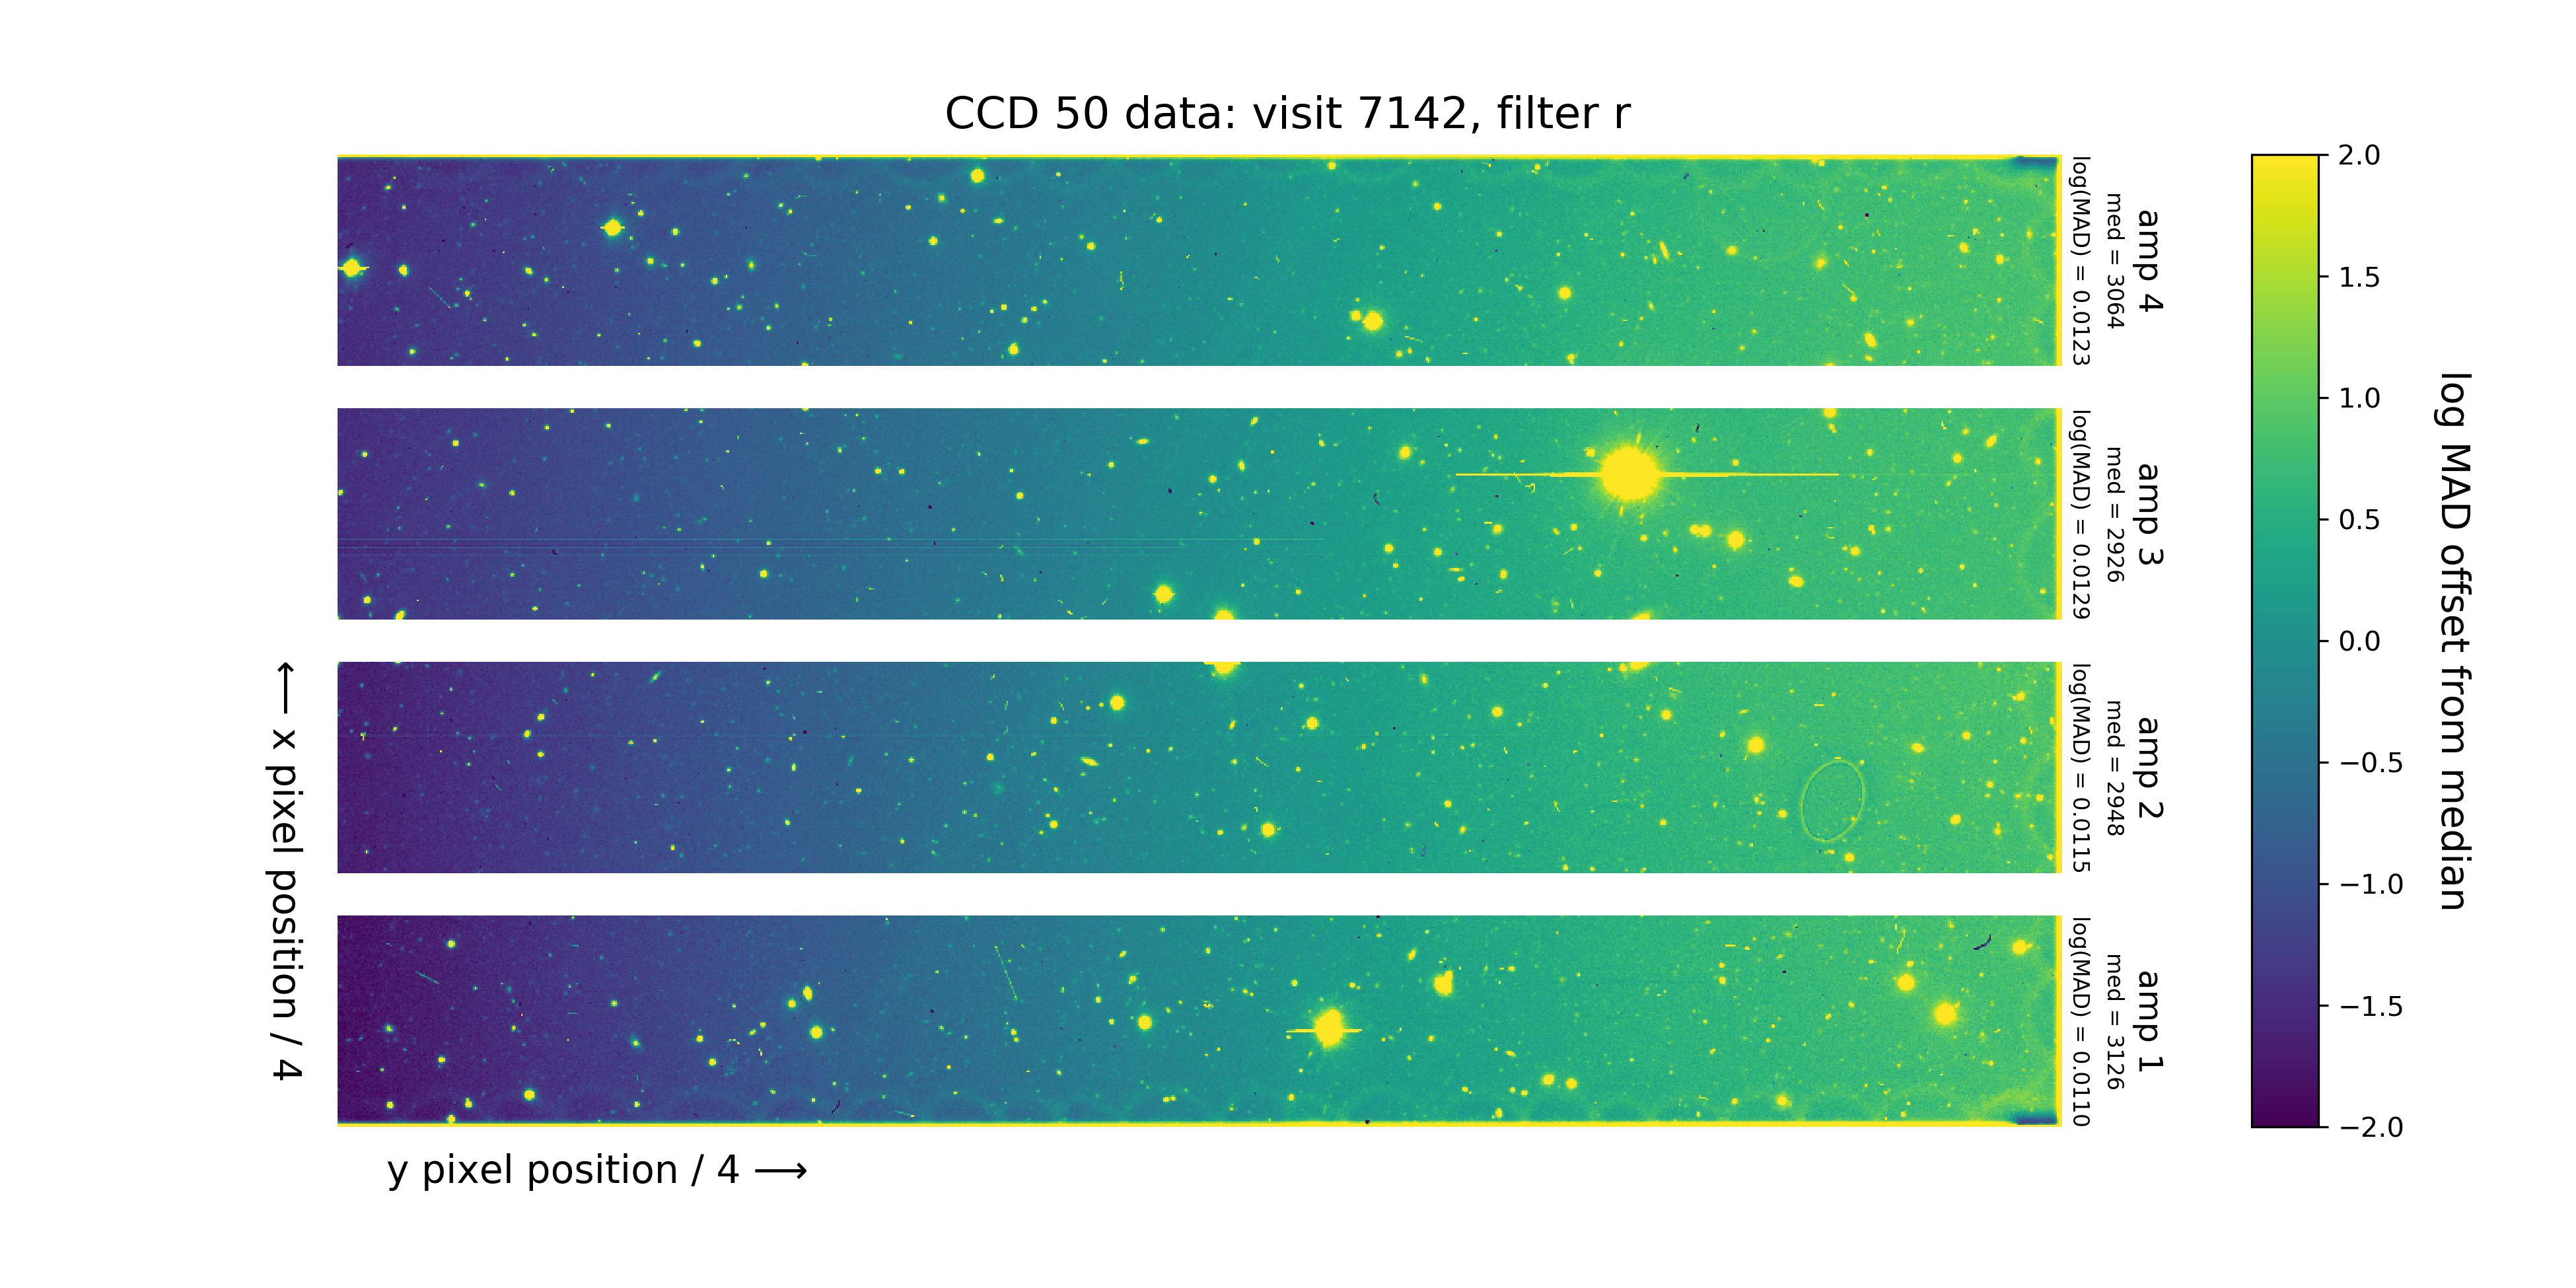 CCD 50 data: visit 7142, filter r
amp 4
med = 3064
log(MAD) = 0.0123
amp 3
med = 2926
log(MAD) = 0.0129
amp 2
med = 2948
log(MAD) = 0.0115
amp 1
med = 3126
log(MAD) = 0.0110
⟵ x pixel position / 4
y pixel position / 4 ⟶
2.0
1.5
1.0
0.5
0.0
−0.5
−1.0
−1.5
−2.0
log MAD offset from median